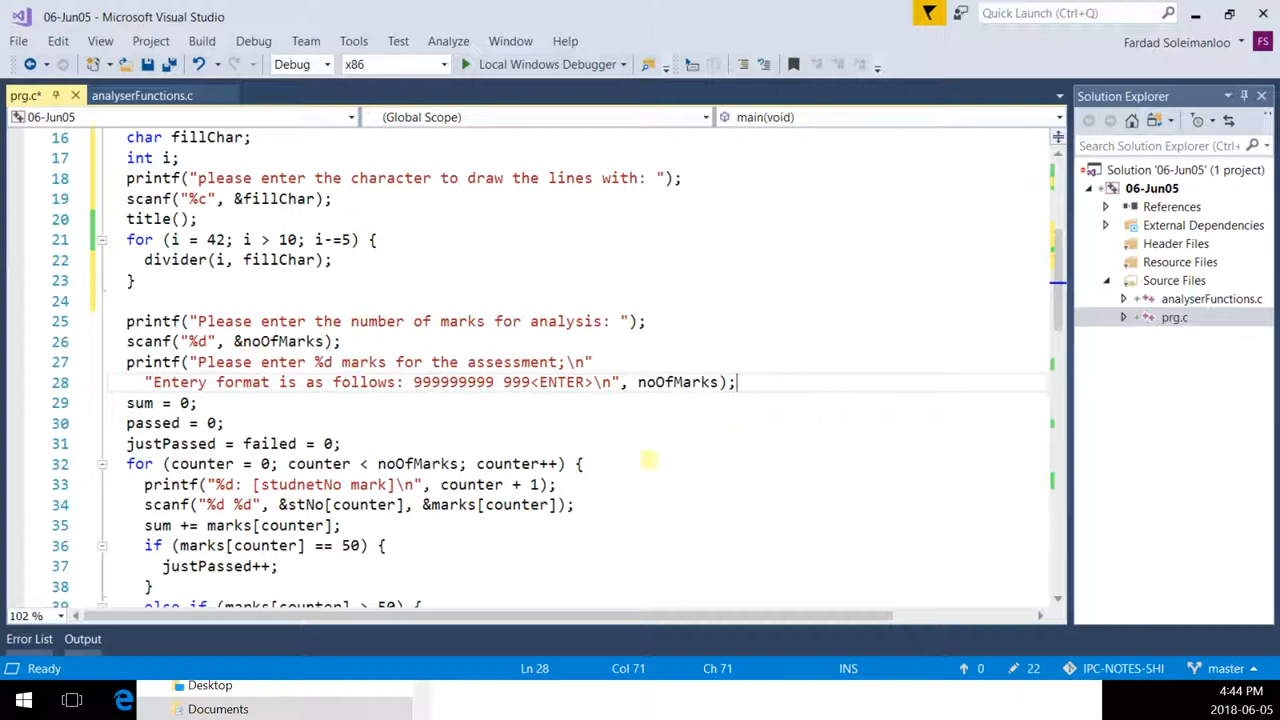 06-Jun05 - Microsoft Visual Studio
Quick Launch (Ctrl+Q)
File Edit View Project Build Debug Team Tools Test Analyze Window Help
Fardad Soleimanloo FS
Debug x86 Local Windows Debugger
prg.c* analyserFunctions.c
06-Jun05 (Global Scope) main(void)
16 char fillChar;
17 int i;
18 printf("please enter the character to draw the lines with: ");
19 scanf("%c", &fillChar);
20 title();
21 for (i = 42; i > 10; i-=5) {
22 divider(i, fillChar);
23 }
24
25 printf("Please enter the number of marks for analysis: ");
26 scanf("%d", &noOfMarks);
27 printf("Please enter %d marks for the assessment;\n"
28 "Entery format is as follows: 999999999 999<ENTER>\n", noOfMarks);
29 sum = 0;
30 passed = 0;
31 justPassed = failed = 0;
32 for (counter = 0; counter < noOfMarks; counter++) {
33 printf("%d: [studnetNo mark]\n", counter + 1);
34 scanf("%d %d", &stNo[counter], &marks[counter]);
35 sum += marks[counter];
36 if (marks[counter] == 50) {
37 justPassed++;
38 }
39 else if (marks[counter] > 50) {
102 %
Solution Explorer
Search Solution Explorer (Ctrl+
Solution '06-Jun05' (1 project)
06-Jun05
References
External Dependencies
Header Files
Resource Files
Source Files
analyserFunctions.c
prg.c
Error List Output
Ready Ln 28 Col 71 Ch 71 INS 0 22 IPC-NOTES-SHI master
Desktop
Documents
4:44 PM
2018-06-05